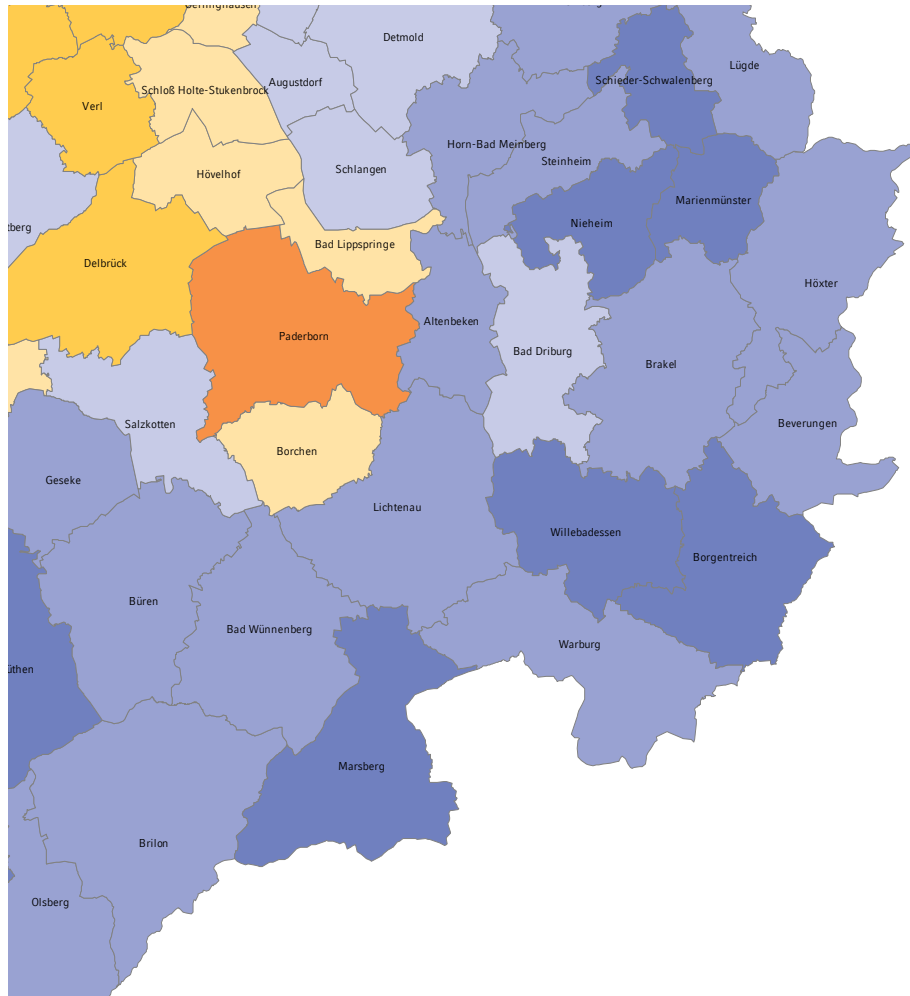 Detmold
Lügde
Schieder-Schwalenberg
Augustdorf
Schloß Holte-Stukenbrock
Verl
Horn-Bad Meinberg
Steinheim
Schlangen
Hövelhof
Marienmünster
Nieheim
zberg
Bad Lippspringe
Delbrück
Höxter
Altenbeken
Paderborn
Bad Driburg
Brakel
Salzkotten
Beverungen
Borchen
Geseke
Lichtenau
Willebadessen
Borgentreich
Büren
Bad Wünnenberg
Warburg
üthen
Marsberg
Brilon
Olsberg